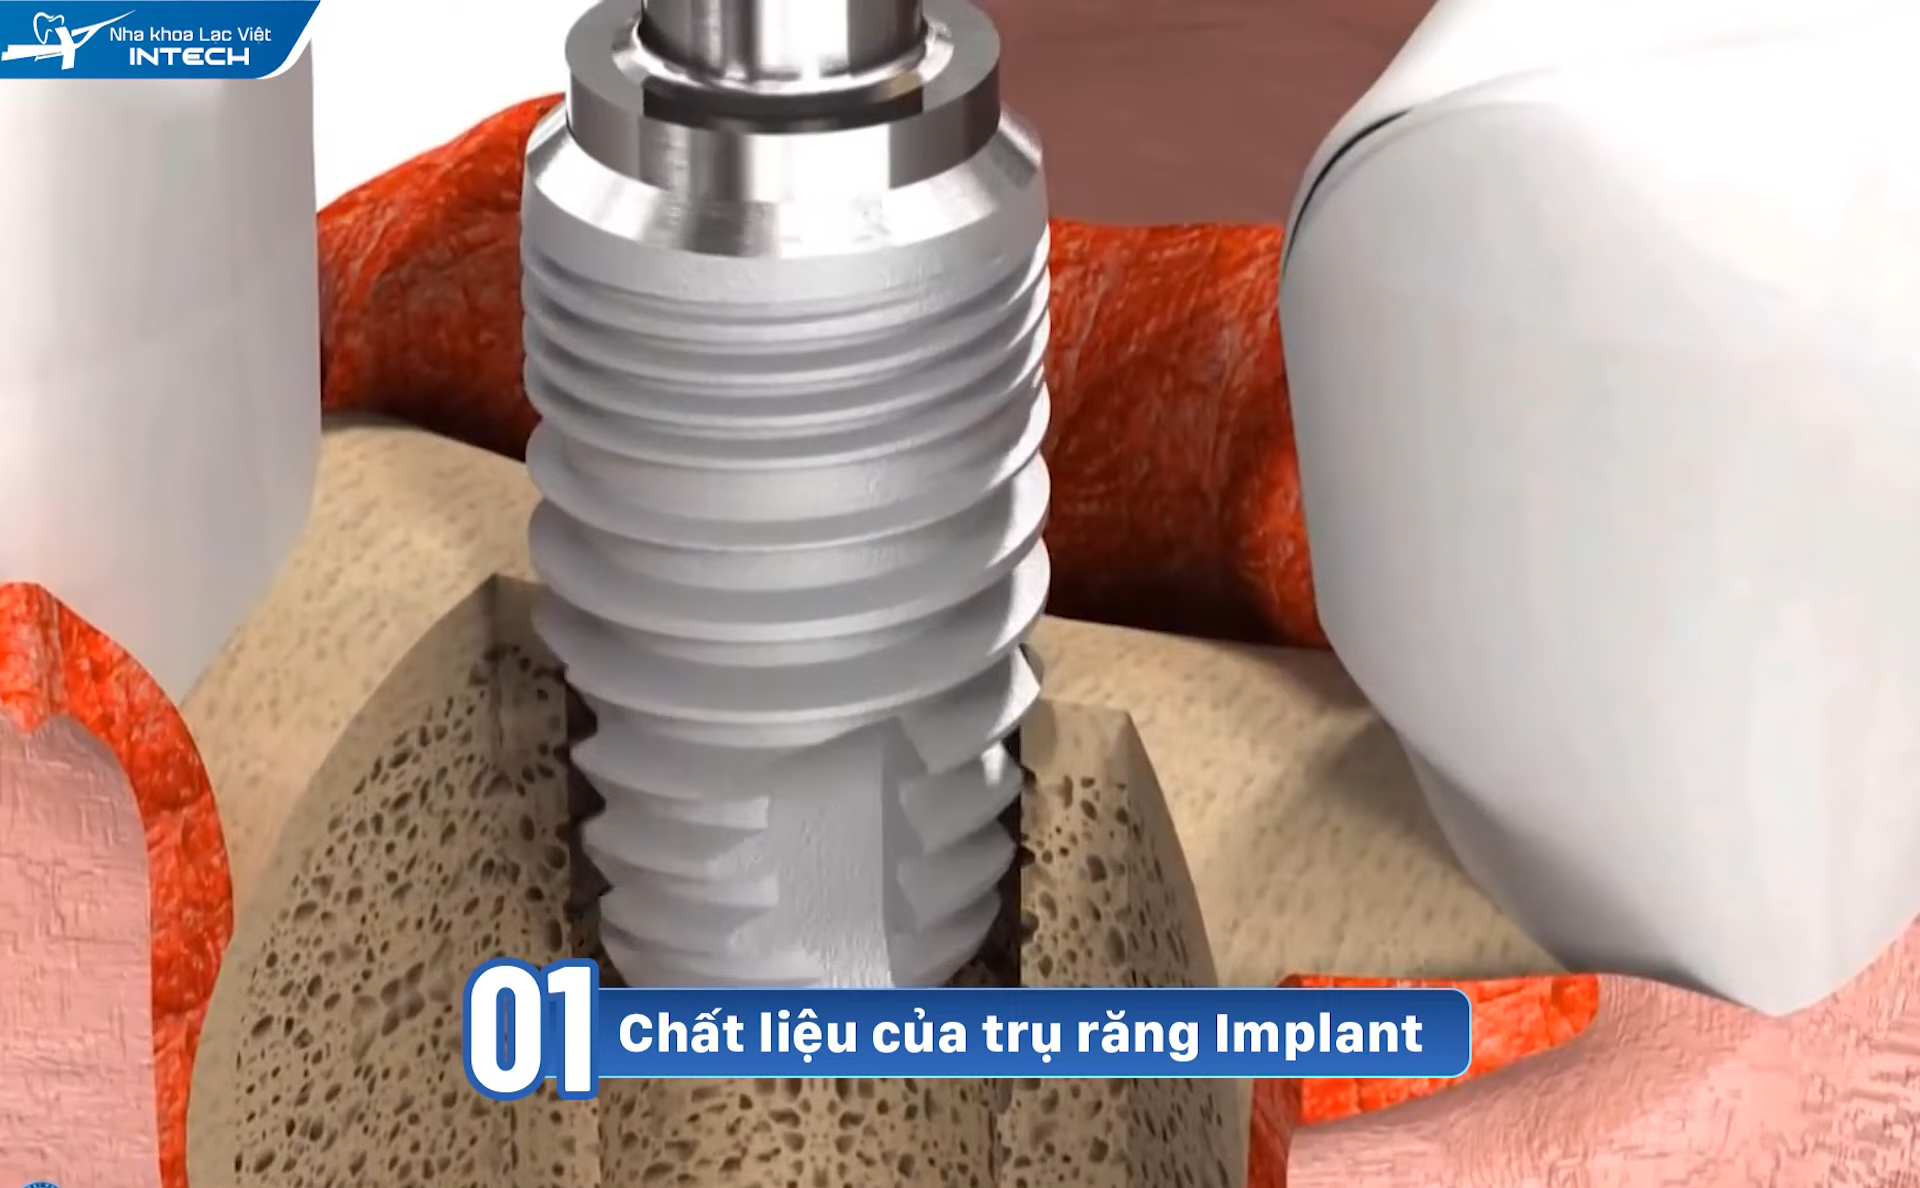 Nha khoa Lạc Việt
INTECH
01
Chất liệu của trụ răng Implant